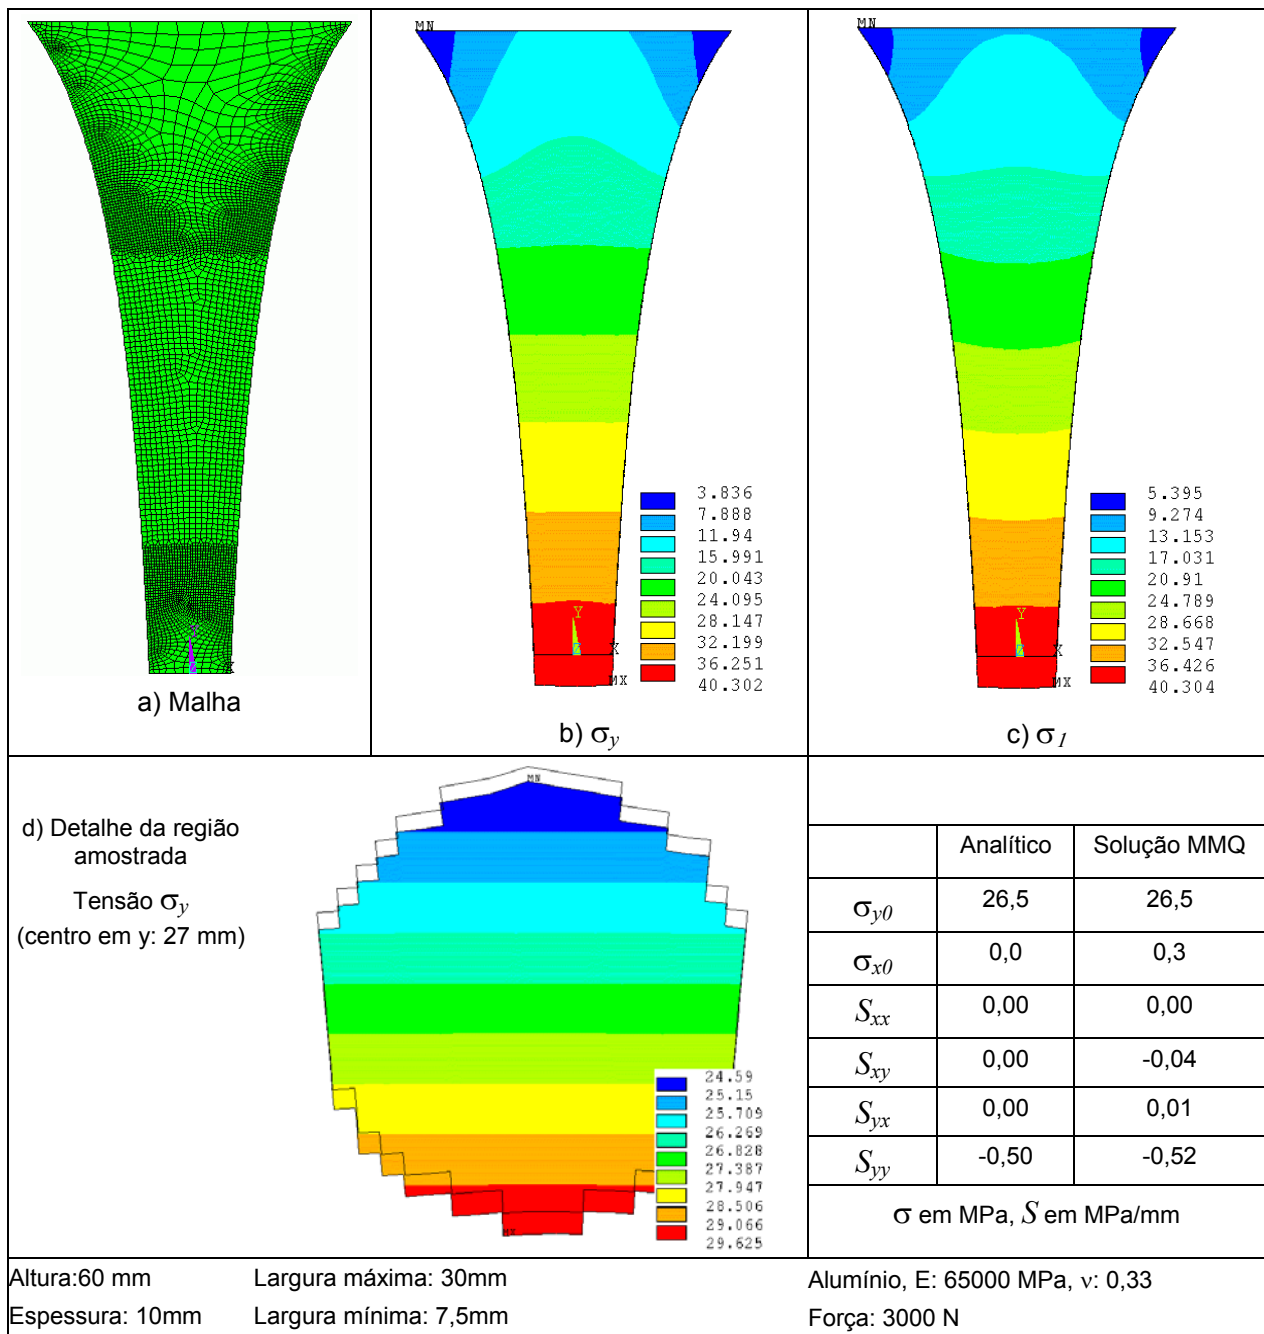 a) Malha
MN
3.836
7.888
11.94
15.991
20.043
24.095
28.147
32.199
36.251
40.302
Y
X
MX
b) σy
MN
5.395
9.274
13.153
17.031
20.91
24.789
28.668
32.547
36.426
40.304
Y
X
MX
c) σ1
d) Detalhe da região
amostrada
Tensão σy
(centro em y: 27 mm)
MN
24.59
25.15
25.709
26.269
26.828
27.387
27.947
28.506
29.066
29.625
MX
Analítico Solução MMQ
σy0 26,5 26,5
σx0 0,0 0,3
Sxx 0,00 0,00
Sxy 0,00 -0,04
Syx 0,00 0,01
Syy -0,50 -0,52
σ em MPa, S em MPa/mm
Altura:60 mm Largura máxima: 30mm Alumínio, E: 65000 MPa, ν: 0,33
Espessura: 10mm Largura mínima: 7,5mm Força: 3000 N